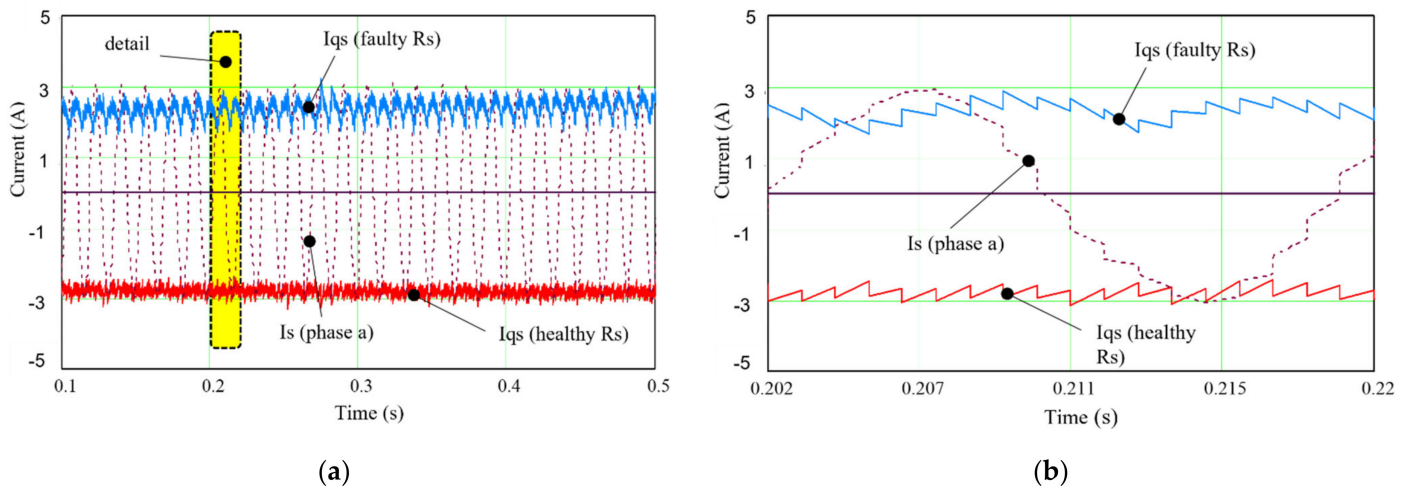 5
3
1
-1
-3
-5
Current (A)
detail
Iqs (faulty Rs)
Is (phase a)
Iqs (healthy Rs)
0.1
0.2
0.3
0.4
0.5
Time (s)
(a)
5
3
1
-1
-3
-5
Current (A)
Iqs (faulty Rs)
Is (phase a)
Iqs (healthy
Rs)
0.202
0.207
0.211
0.215
0.22
Time (s)
(b)